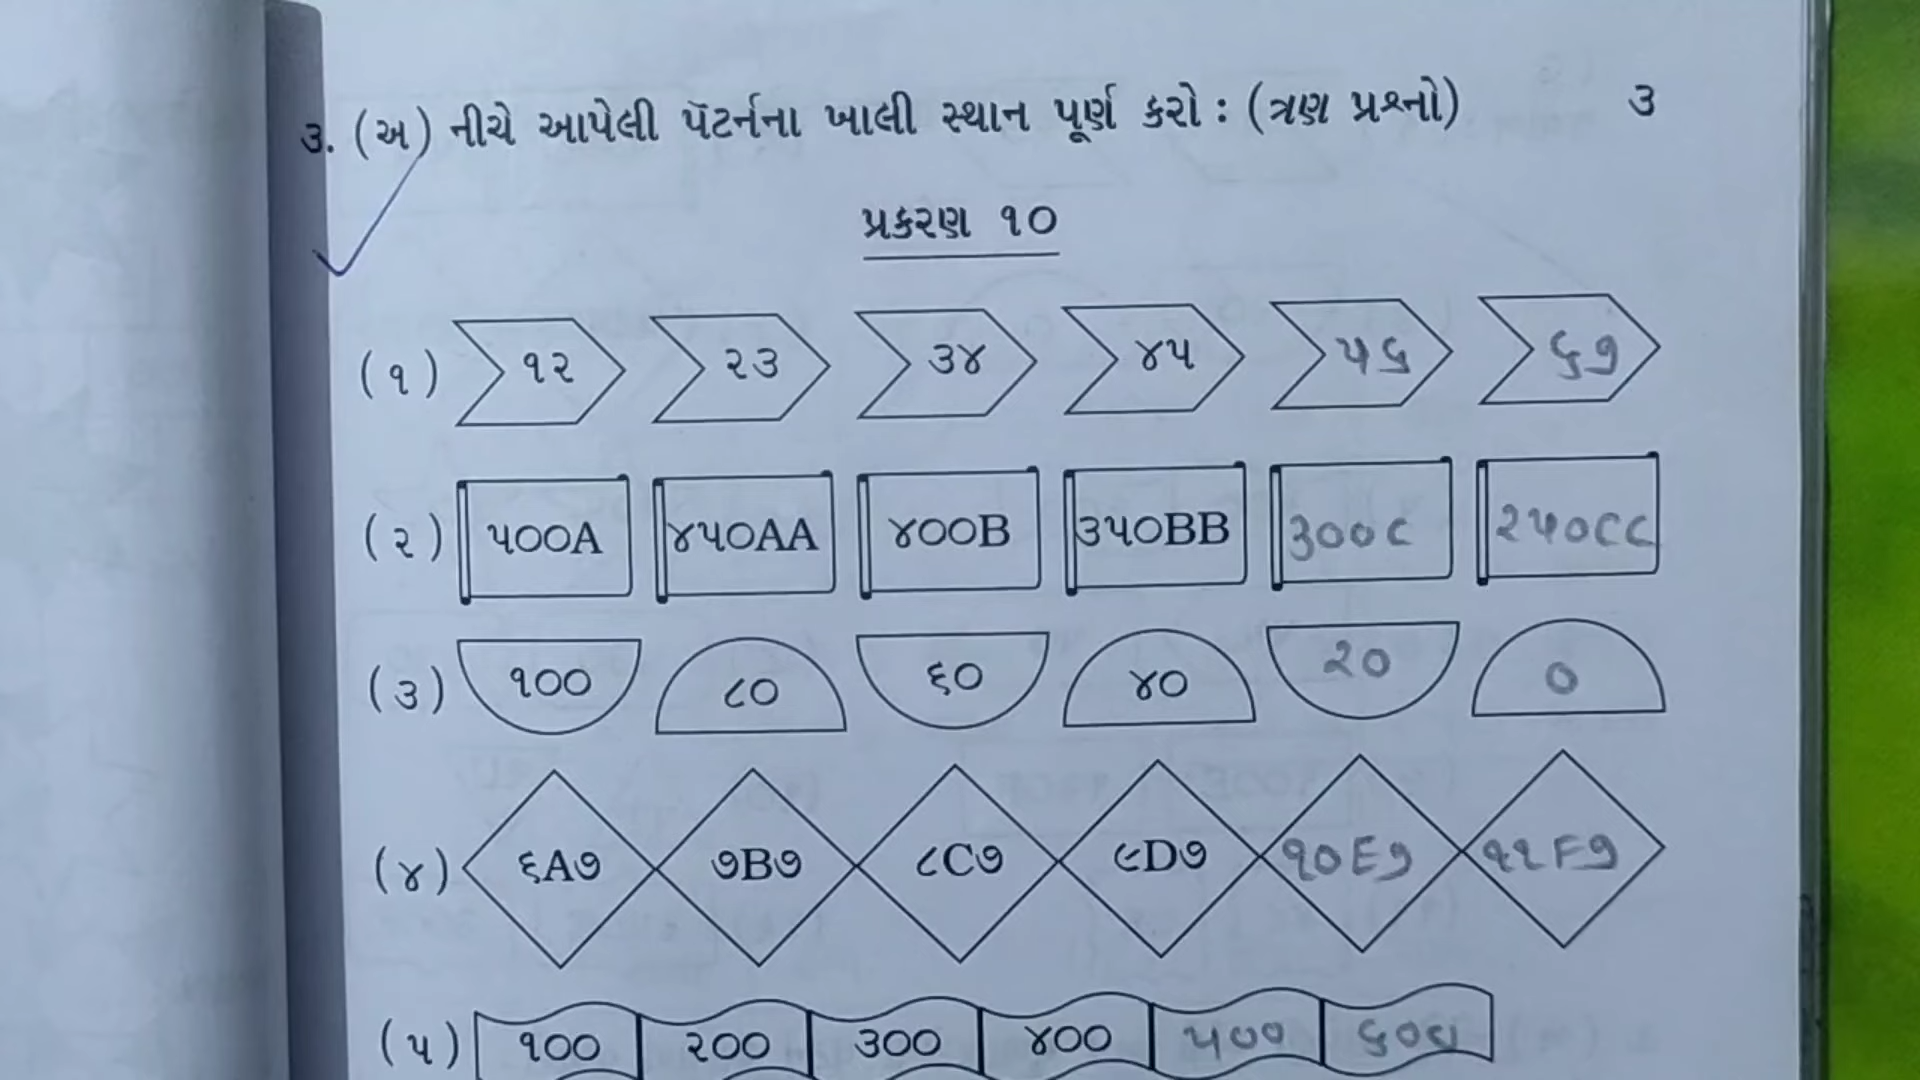 ૩. (અ) નીચે આપેલી પૅટર્નના ખાલી સ્થાન પૂર્ણ કરો : (ત્રણ પ્રશ્નો) ૩
પ્રકરણ ૧૦
(૧) ૧૨ ૨૩ ૩૪ ૪૫ ૫૬ ૬૭
(૨) ૫૦૦A ૪૫૦AA ૪૦૦B ૩૫૦BB ૩૦૦C ૨૫૦CC
(૩) ૧૦૦ ૮૦ ૬૦ ૪૦ ૨૦ ૦
(૪) ૬A૭ ૭B૭ ૮C૭ ૯D૭ ૧૦E૭ ૧૧F૭
(૫) ૧૦૦ ૨૦૦ ૩૦૦ ૪૦૦ ૫૦૦ ૬૦૦